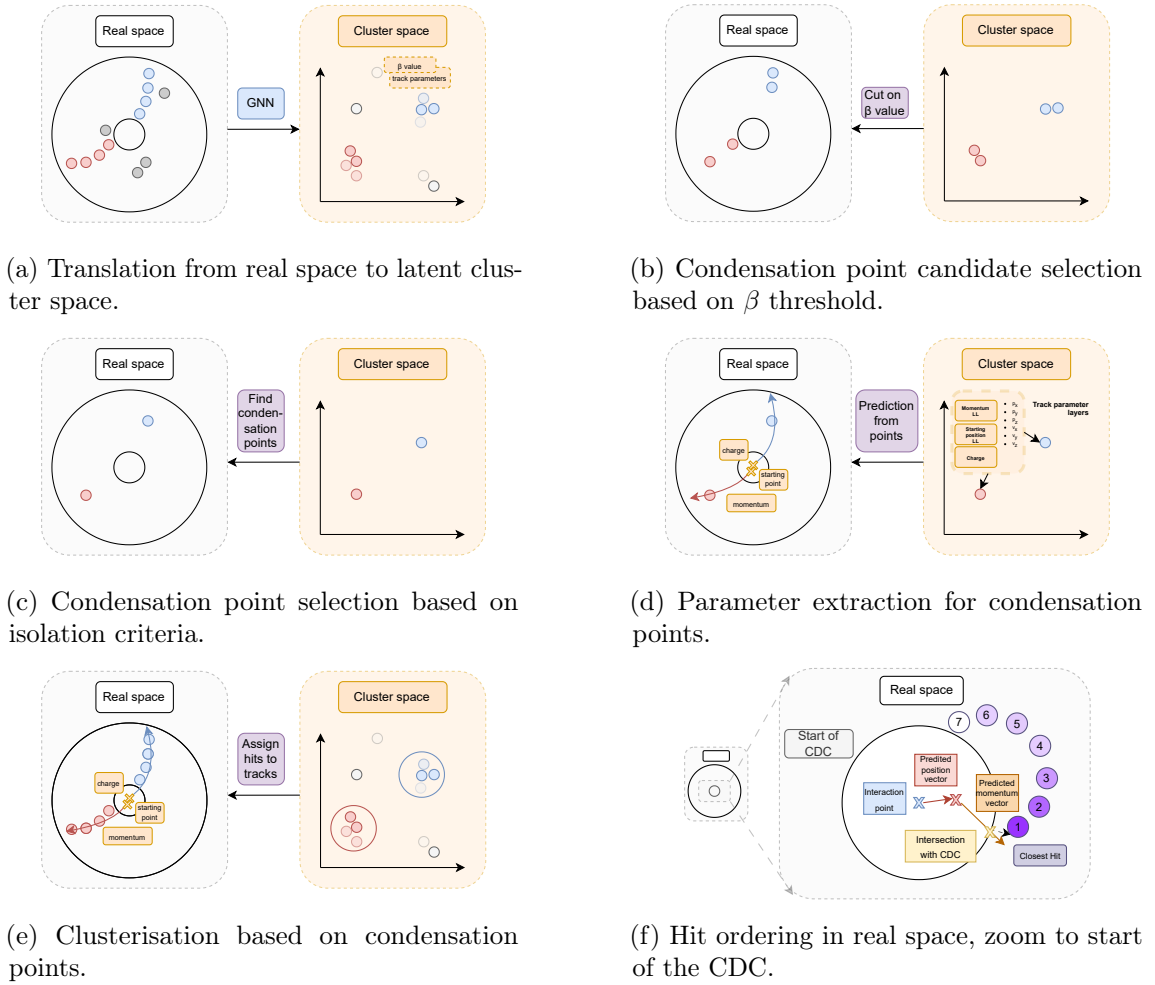 Real space
Cluster space
β value
track parameters
GNN
(a) Translation from real space to latent clus-
ter space.
Real space
Cluster space
Cut on
β value
(b) Condensation point candidate selection
based on β threshold.
Real space
Cluster space
Find
conden-
sation
points
(c) Condensation point selection based on
isolation criteria.
Real space
Cluster space
Prediction
from
points
charge
starting
point
momentum
Momentum
LL
Starting
position
LL
Charge
• pₓ
• pᵧ
• p_z
• vₓ
• vᵧ
• v_z
Track parameter
layers
(d) Parameter extraction for condensation
points.
Real space
Cluster space
Assign
hits to
tracks
charge
starting
point
momentum
(e) Clusterisation based on condensation
points.
Real space
Start of
CDC
7
6
5
4
3
2
1
Predited
position
vector
Interaction
point
Predicted
momentum
vector
Intersection
with CDC
Closest Hit
(f) Hit ordering in real space, zoom to start
of the CDC.